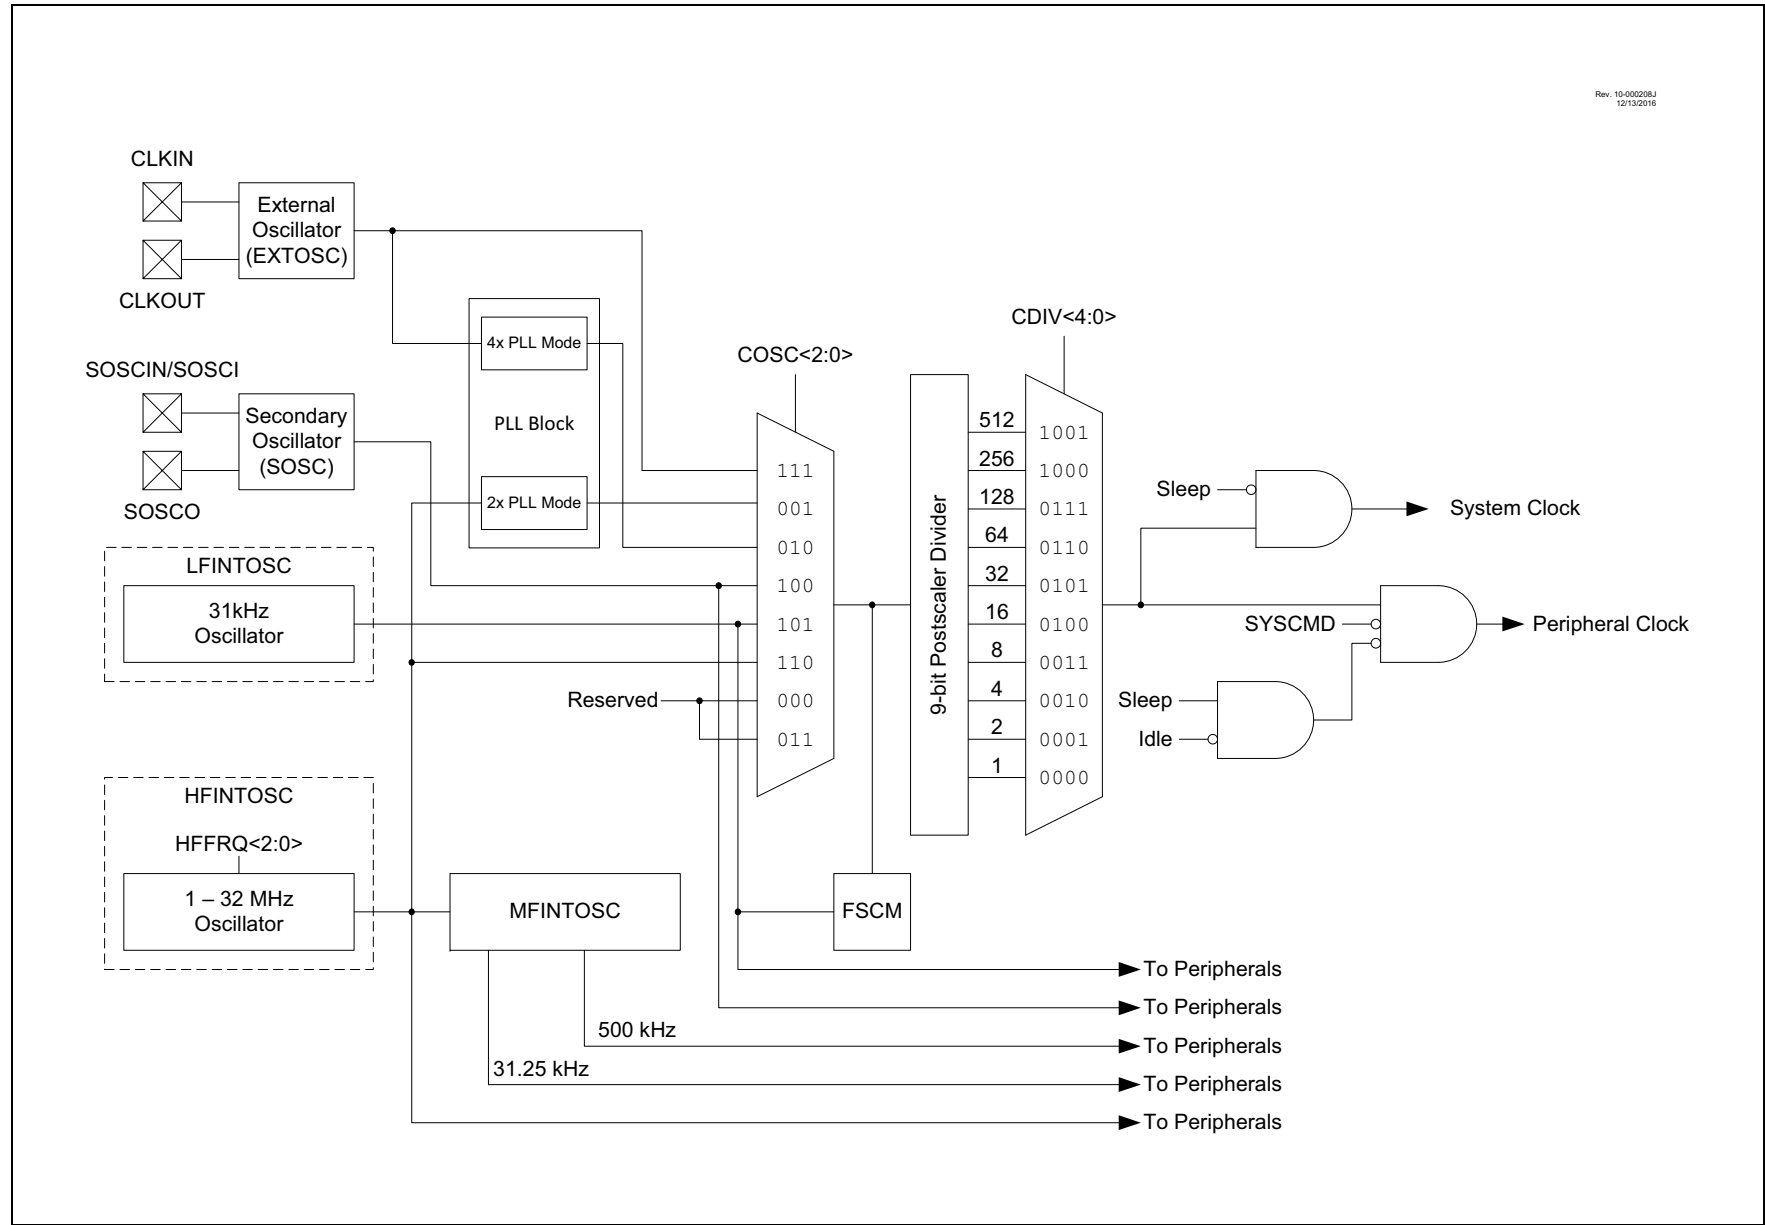 Rev. 10-000208J
12/13/2016
CLKIN
External
Oscillator
(EXTOSC)
CLKOUT
SOSCIN/SOSCI
Secondary
Oscillator
(SOSC)
SOSCO
4x PLL Mode
PLL Block
2x PLL Mode
LFINTOSC
31kHz
Oscillator
Reserved
HFINTOSC
HFFRQ<2:0>
1 – 32 MHz
Oscillator
MFINTOSC
FSCM
COSC<2:0>
111
001
010
100
101
110
000
011
9-bit Postscaler Divider
512
256
128
64
32
16
8
4
2
1
CDIV<4:0>
1001
1000
0111
0110
0101
0100
0011
0010
0001
0000
Sleep
System Clock
SYSCMD
Peripheral Clock
Sleep
Idle
To Peripherals
To Peripherals
500 kHz
To Peripherals
31.25 kHz
To Peripherals
To Peripherals